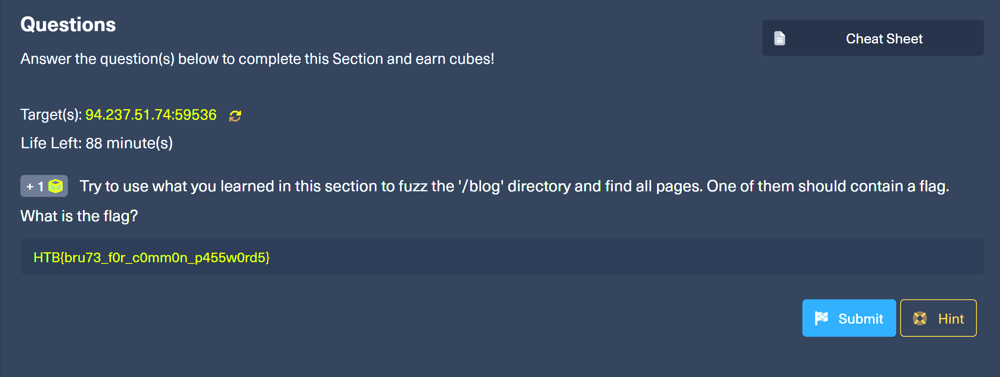 Questions
Cheat Sheet
Answer the question(s) below to complete this Section and earn cubes!
Target(s): 94.237.51.74:59536
Life Left: 88 minute(s)
+ 1 Try to use what you learned in this section to fuzz the '/blog' directory and find all pages. One of them should contain a flag.
What is the flag?
HTB{bru73_f0r_c0mm0n_p455w0rd5}
Submit
Hint